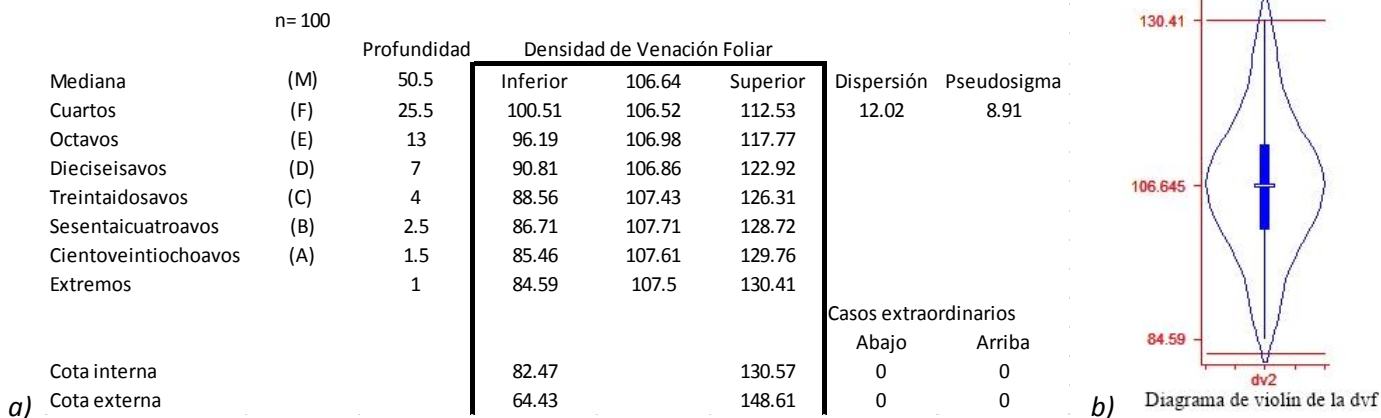 n= 100
Profundidad Densidad de Venación Foliar
Mediana (M) 50.5 Inferior 106.64 Superior Dispersión Pseudosigma
Cuartos (F) 25.5 100.51 106.52 112.53 12.02 8.91
Octavos (E) 13 96.19 106.98 117.77
Dieciseisavos (D) 7 90.81 106.86 122.92
Treintaidosavos (C) 4 88.56 107.43 126.31
Sesentaicuatroavos (B) 2.5 86.71 107.71 128.72
Cientoveintiochoavos (A) 1.5 85.46 107.61 129.76
Extremos 1 84.59 107.5 130.41
Casos extraordinarios
Abajo Arriba
Cota interna 82.47 130.57 0 0
a) Cota externa 64.43 148.61 0 0
130.41
106.645
84.59
dv2
b) Diagrama de violín de la dvf